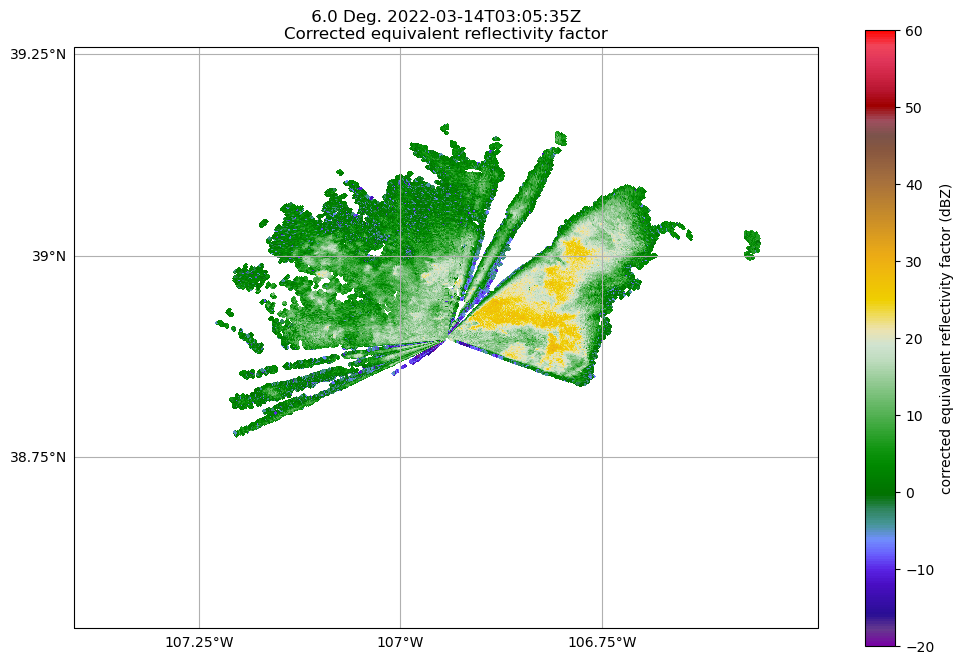 6.0 Deg. 2022-03-14T03:05:35Z
Corrected equivalent reflectivity factor
39.25°N
39°N
38.75°N
107.25°W
107°W
106.75°W
60
50
40
30
20
10
0
−10
−20
corrected equivalent reflectivity factor (dBZ)